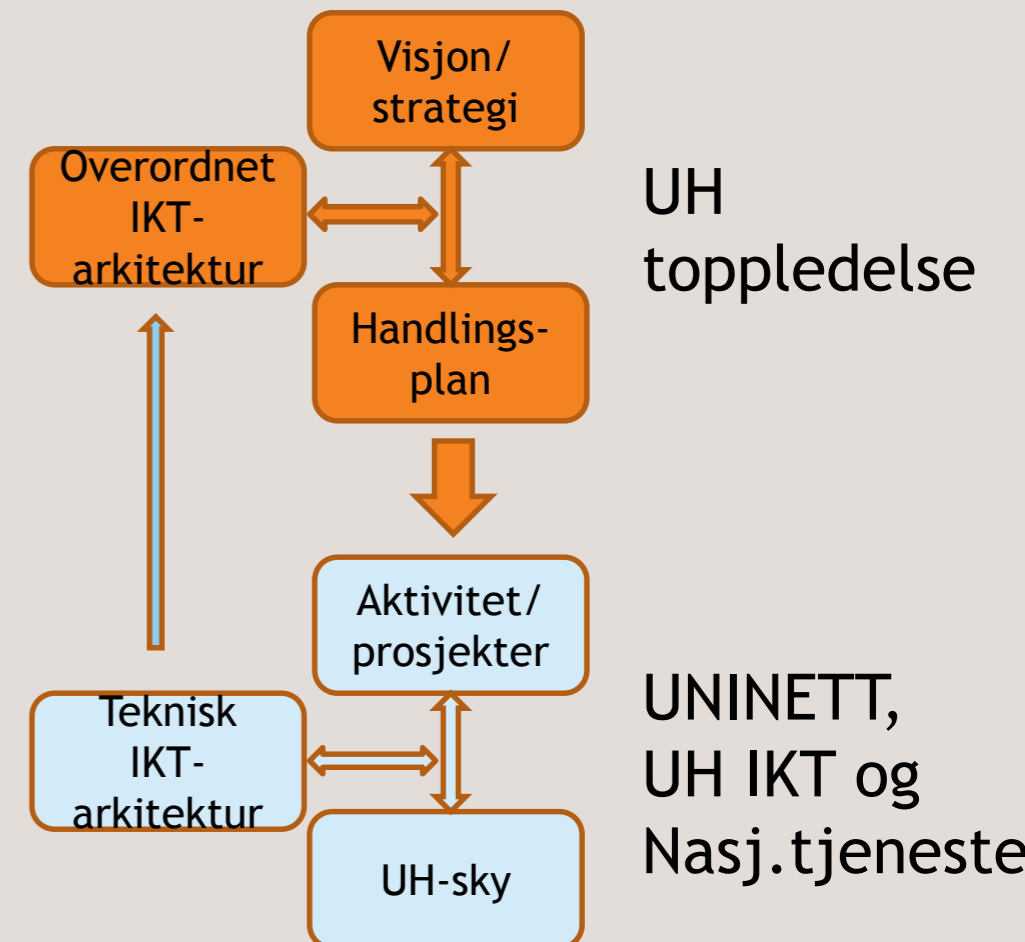 Visjon/
strategi
Overordnet
IKT-
arkitektur
UH
toppledelse
Handlings-
plan
Aktivitet/
prosjekter
Teknisk
IKT-
arkitektur
UNINETT,
UH IKT og
Nasj.tjeneste
UH-sky